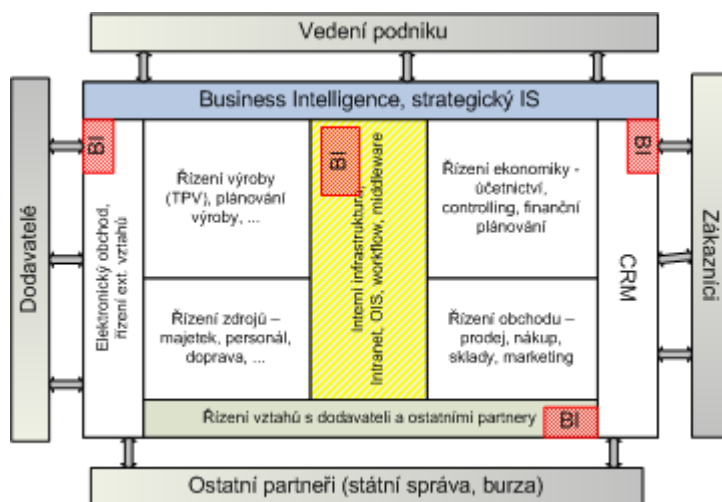 Vedení podniku
Business Intelligence, strategický IS
Dodavatelé
BI
Elektronický obchod,
řízení ext. vztahů
Řízení výroby
(TPV), plánování
výroby, ...
BI
Interní infrastruktura,
Intranet, OIS, workflow, middleware
Řízení ekonomiky -
účetnictví,
controlling, finanční
plánování
BI
CRM
Zákazníci
Řízení zdrojů –
majetek, personál,
doprava, ...
Řízení obchodu –
prodej, nákup,
sklady, marketing
Řízení vztahů s dodavateli a ostatními partnery
BI
Ostatní partneři (státní správa, burza)